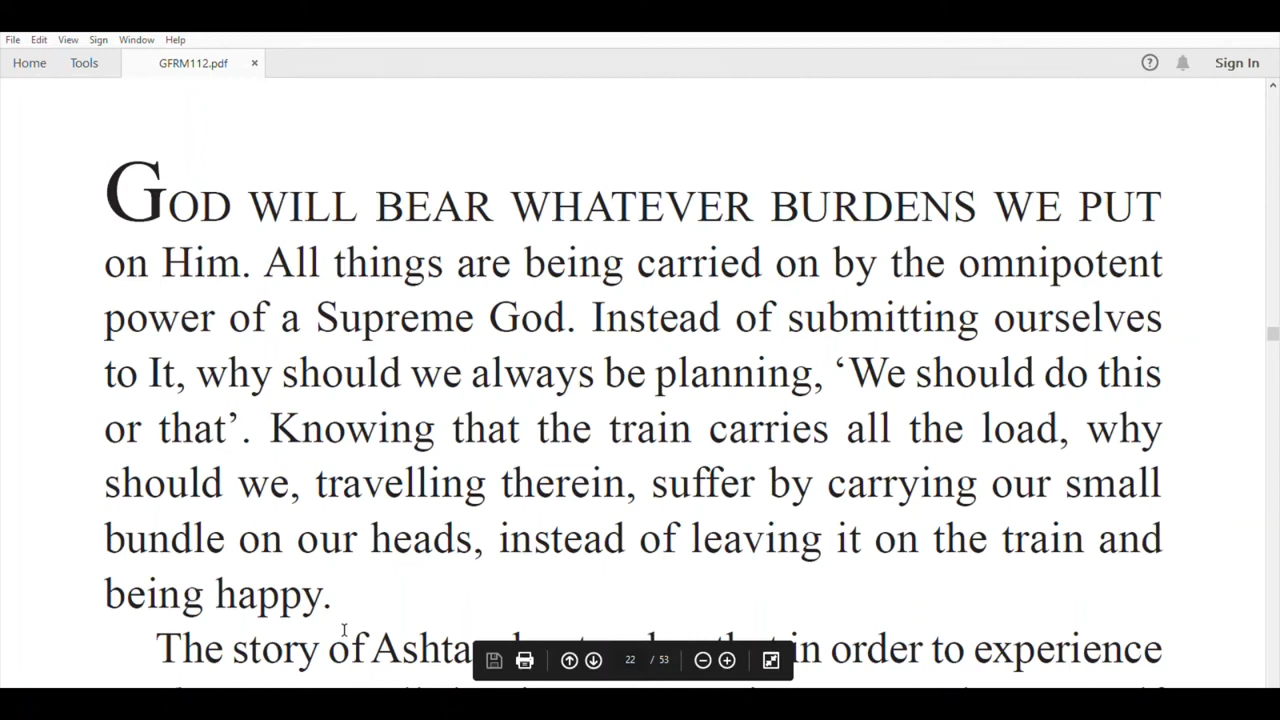 File Edit View Sign Window Help
Home Tools GFRM112.pdf × ? Sign In
GOD WILL BEAR WHATEVER BURDENS WE PUT
on Him. All things are being carried on by the omnipotent
power of a Supreme God. Instead of submitting ourselves
to It, why should we always be planning, ‘We should do this
or that’. Knowing that the train carries all the load, why
should we, travelling therein, suffer by carrying our small
bundle on our heads, instead of leaving it on the train and
being happy.
The story of in order to experience
22 / 53